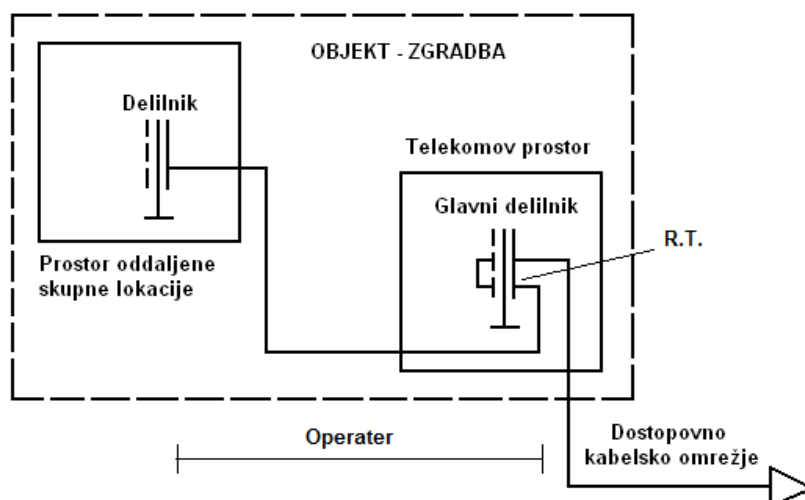 OBJEKT - ZGRADBA
Delilnik
Telekomov prostor
Glavni delilnik
R.T.
Prostor oddaljene
skupne lokacije
Operater
Dostopovno
kabelsko omrežje